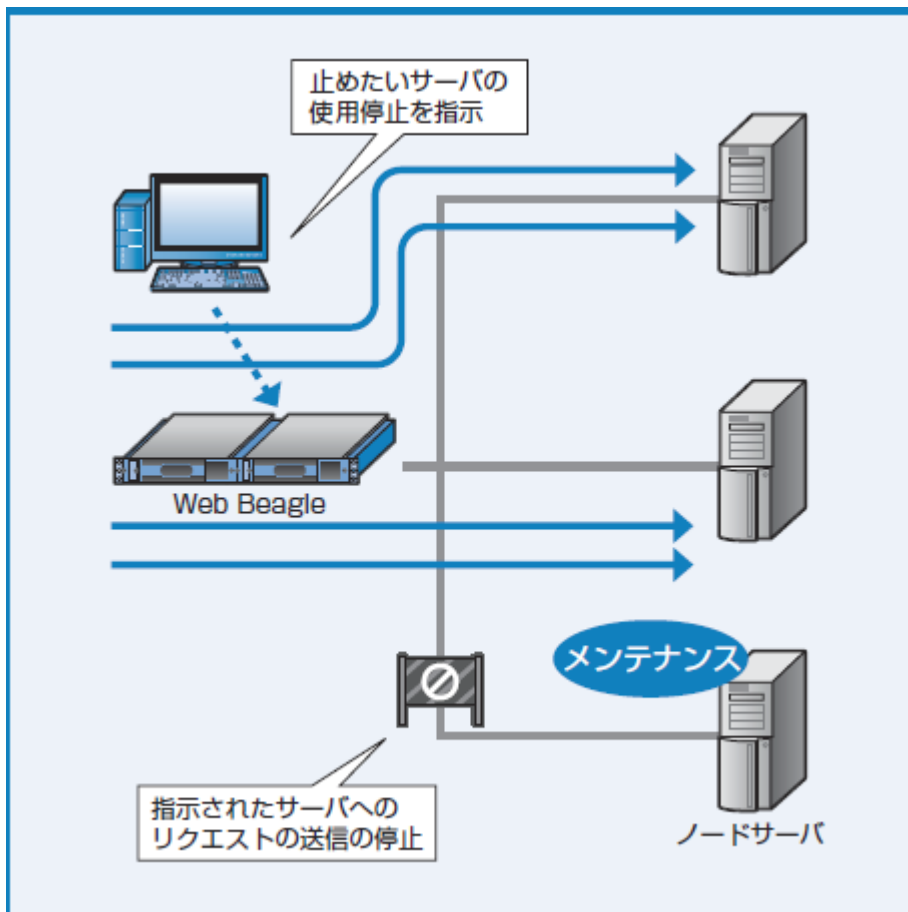 止めたいサーバの
使用停止を指示
Web Beagle
メンテナンス
指示されたサーバへの
リクエストの送信の停止
ノードサーバ